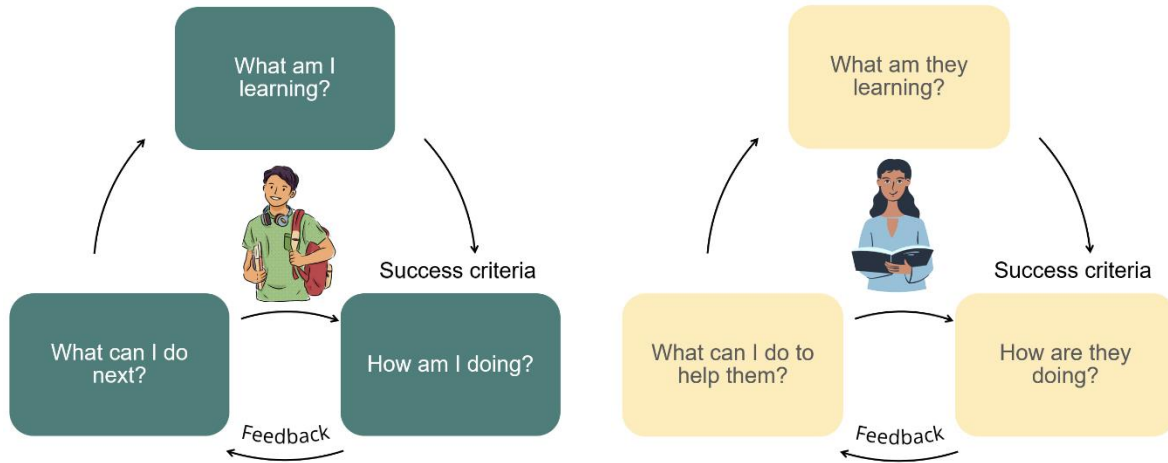 What am I
learning?
Success criteria
What can I do
next?
How am I doing?
Feedback
What am they
learning?
Success criteria
What can I do to
help them?
How are they
doing?
Feedback